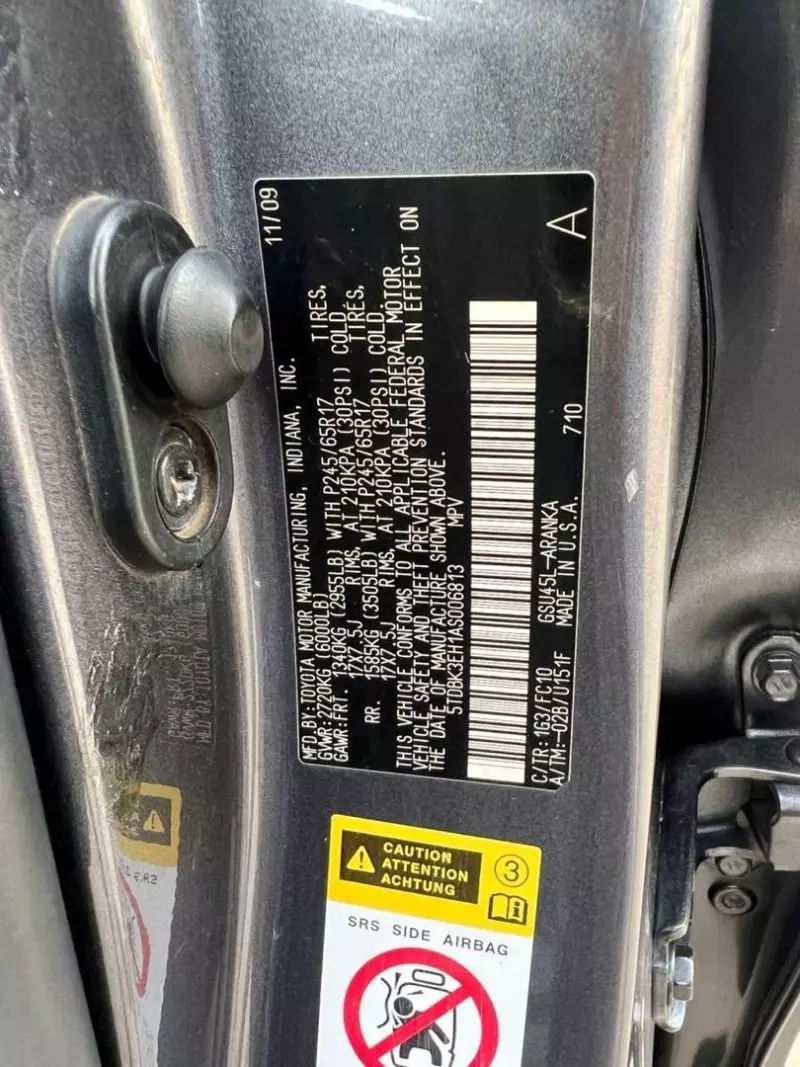 MFD.BY:TOYOTA MOTOR MANUFACTURING, INDIANA, INC. 11/09
GVWR:2720KG (6000LB)
GAWR:FRT. 1340KG (2955LB) WITH P245/65R17 TIRES,
17X7.5J RIMS, AT 210KPA (30PSI) COLD
RR. 1585KG (3505LB) WITH P245/65R17 TIRES,
17X7.5J RIMS, AT 210KPA (30PSI) COLD
THIS VEHICLE CONFORMS TO ALL APPLICABLE FEDERAL MOTOR
VEHICLE SAFETY AND THEFT PREVENTION STANDARDS IN EFFECT ON
THE DATE OF MANUFACTURE SHOWN ABOVE.
5TDBK3EH1AS006813 MPV
C/TR:1G3/FC10 GSU45L-ARANKA 710 A
A/TM:-02B/U151F MADE IN U.S.A.
CAUTION
ATTENTION
ACHTUNG
3
SRS SIDE AIRBAG